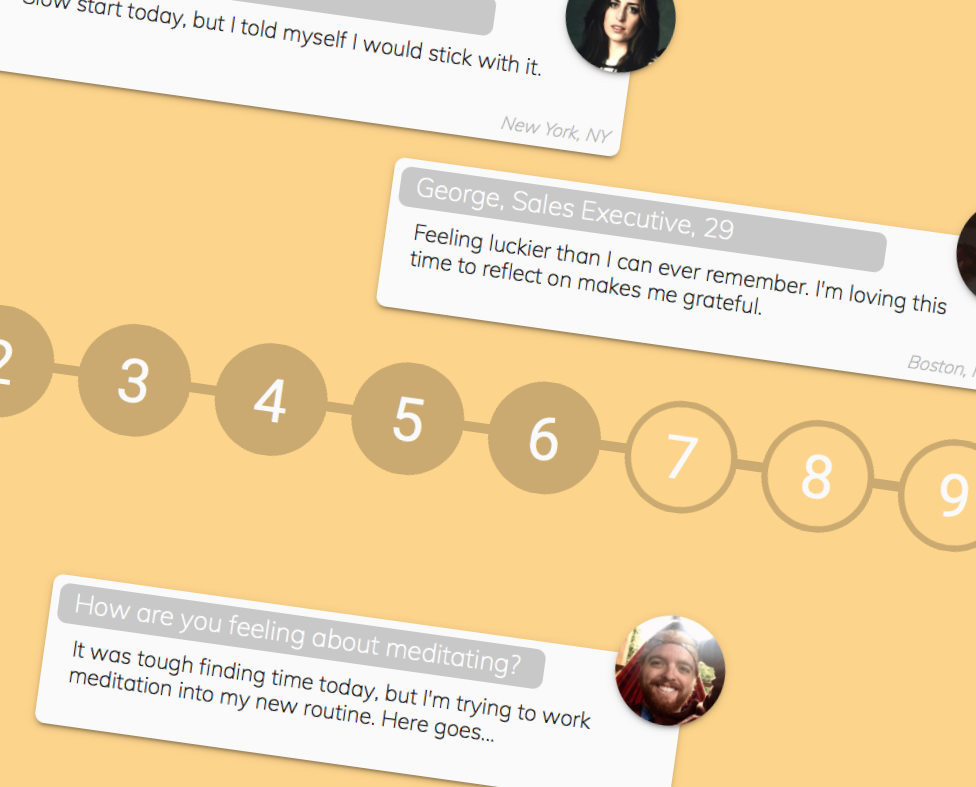 Slow start today, but I told myself I would stick with it.
New York, NY
George, Sales Executive, 29
Feeling luckier than I can ever remember. I'm loving this
time to reflect on makes me grateful.
Boston,
2 3 4 5 6 7 8 9
How are you feeling about meditating?
It was tough finding time today, but I'm trying to work
meditation into my new routine. Here goes...